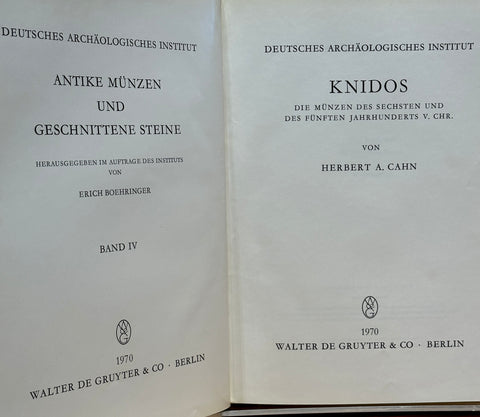 DEUTSCHES ARCHÄOLOGISCHES INSTITUT
ANTIKE MÜNZEN
UND
GESCHNITTENE STEINE
HERAUSGEGEBEN IM AUFTRAGE DES INSTITUTS
VON
ERICH BOEHRINGER
BAND IV
1970
WALTER DE GRUYTER & CO · BERLIN
DEUTSCHES ARCHÄOLOGISCHES INSTITUT
KNIDOS
DIE MÜNZEN DES SECHSTEN UND
DES FÜNFTEN JAHRHUNDERTS V. CHR.
VON
HERBERT A. CAHN
1970
WALTER DE GRUYTER & CO · BERLIN